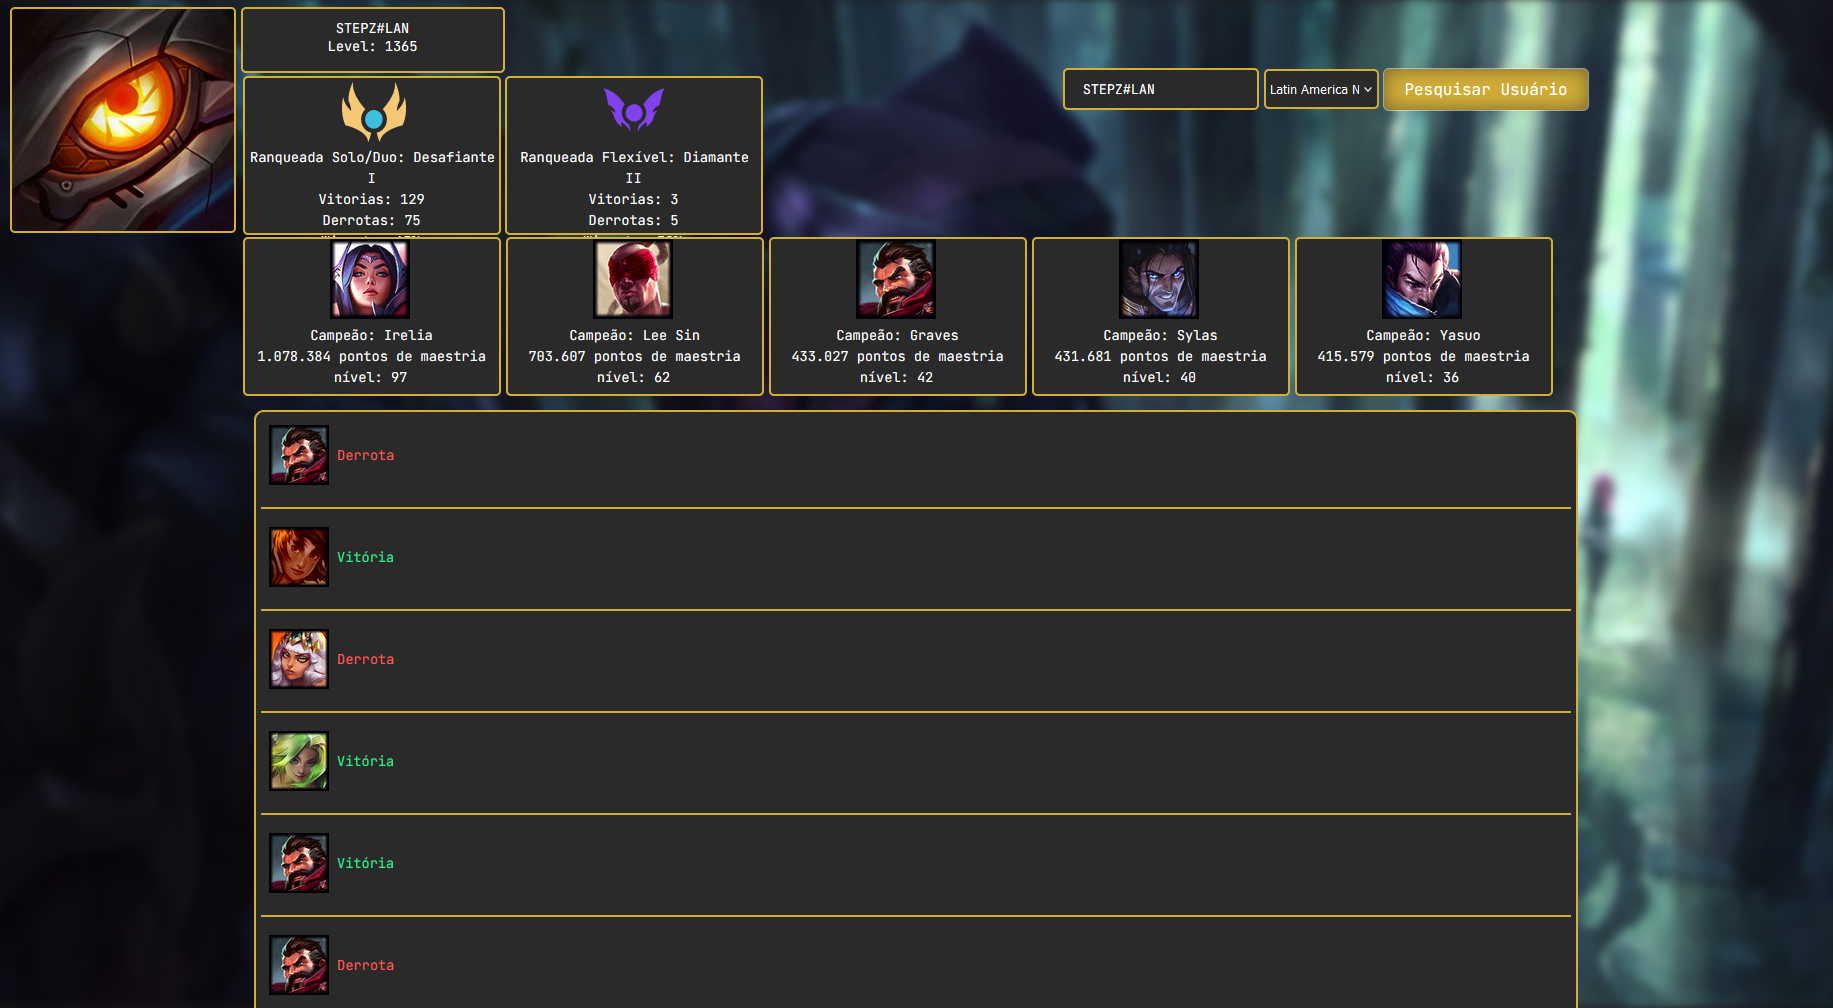 STEPZ#LAN
Level: 1365
STEPZ#LAN
Latin America N
Pesquisar Usuário
Ranqueada Solo/Duo: Desafiante
I
Vitorias: 129
Derrotas: 75
Ranqueada Flexível: Diamante
II
Vitorias: 3
Derrotas: 5
Campeão: Irelia
1.078.384 pontos de maestria
nível: 97
Campeão: Lee Sin
703.607 pontos de maestria
nível: 62
Campeão: Graves
433.027 pontos de maestria
nível: 42
Campeão: Sylas
431.681 pontos de maestria
nível: 40
Campeão: Yasuo
415.579 pontos de maestria
nível: 36
Derrota
Vitória
Derrota
Vitória
Vitória
Derrota